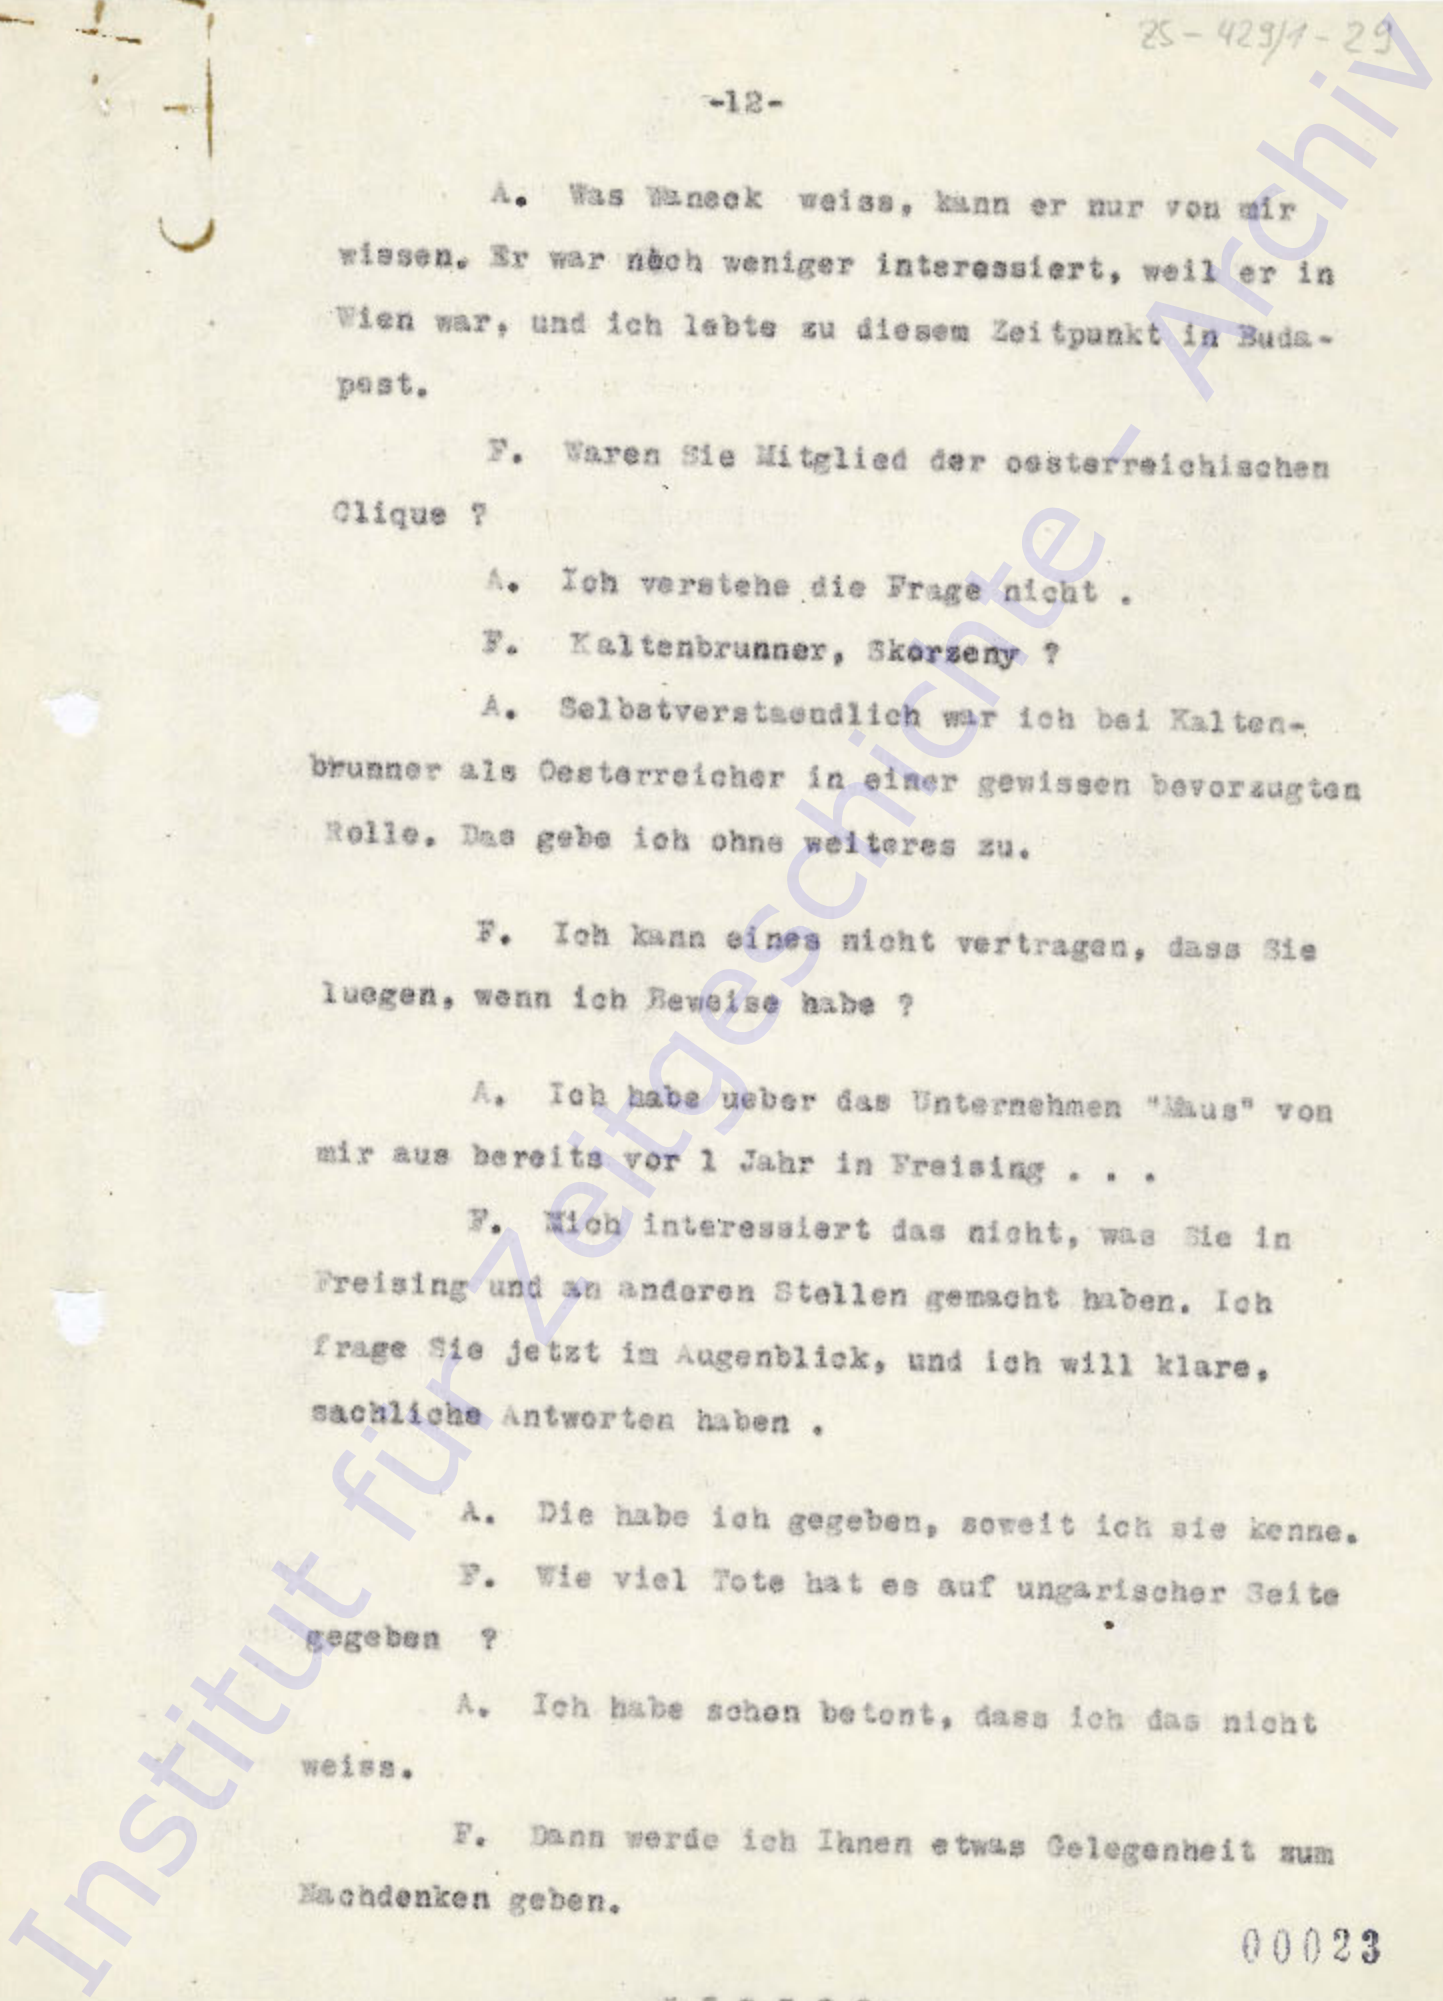 ZS - 429/1 - 29
-12-
A. Was Waneck weiss, kann er nur von mir
wissen. Er war noch weniger interessiert, weil er in
Wien war, und ich lebte zu diesem Zeitpunkt in Buda-
pest.
F. Waren Sie Mitglied der oesterreichischen
Clique ?
A. Ich verstehe die Frage nicht .
F. Kaltenbrunner, Skorzeny ?
A. Selbstverstaendlich war ich bei Kalten-
brunner als Oesterreicher in einer gewissen bevorzugten
Rolle. Das gebe ich ohne weiteres zu.
F. Ich kann eines nicht vertragen, dass Sie
luegen, wenn ich Beweise habe ?
A. Ich habe ueber das Unternehmen "Maus" von
mir aus bereits vor 1 Jahr in Freising . . .
F. Mich interessiert das nicht, was Sie in
Freising und an anderen Stellen gemacht haben. Ich
frage Sie jetzt im Augenblick, und ich will klare,
sachliche Antworten haben .
A. Die habe ich gegeben, soweit ich sie kenne.
F. Wie viel Tote hat es auf ungarischer Seite
gegeben ?
A. Ich habe schon betont, dass ich das nicht
weiss.
F. Dann werde ich Ihnen etwas Gelegenheit zum
Nachdenken geben.
00023
Institut für Zeitgeschichte - Archiv